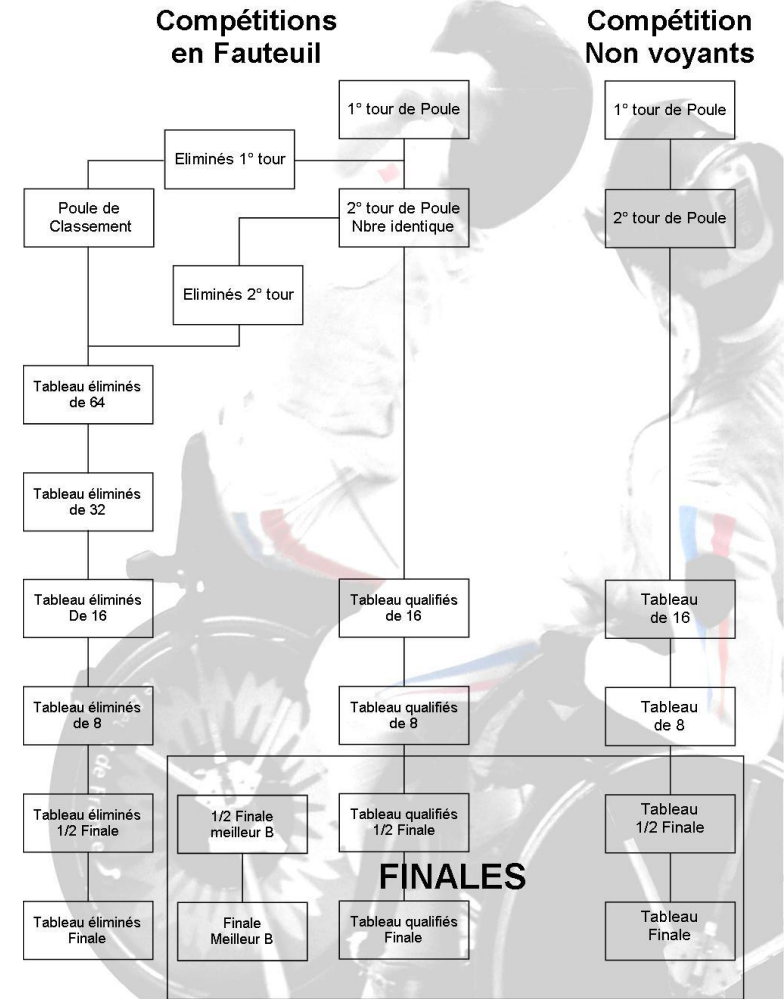 Compétitions
en Fauteuil
Compétition
Non voyants
1° tour de Poule
1° tour de Poule
Eliminés 1° tour
Poule de
Classement
2° tour de Poule
Nbre identique
2° tour de Poule
Eliminés 2° tour
Tableau éliminés
de 64
Tableau éliminés
de 32
Tableau éliminés
De 16
Tableau qualifiés
de 16
Tableau
de 16
Tableau éliminés
de 8
Tableau qualifiés
de 8
Tableau
de 8
Tableau éliminés
1/2 Finale
1/2 Finale
meilleur B
Tableau qualifiés
1/2 Finale
Tableau
1/2 Finale
FINALES
Tableau éliminés
Finale
Finale
Meilleur B
Tableau qualifiés
Finale
Tableau
Finale